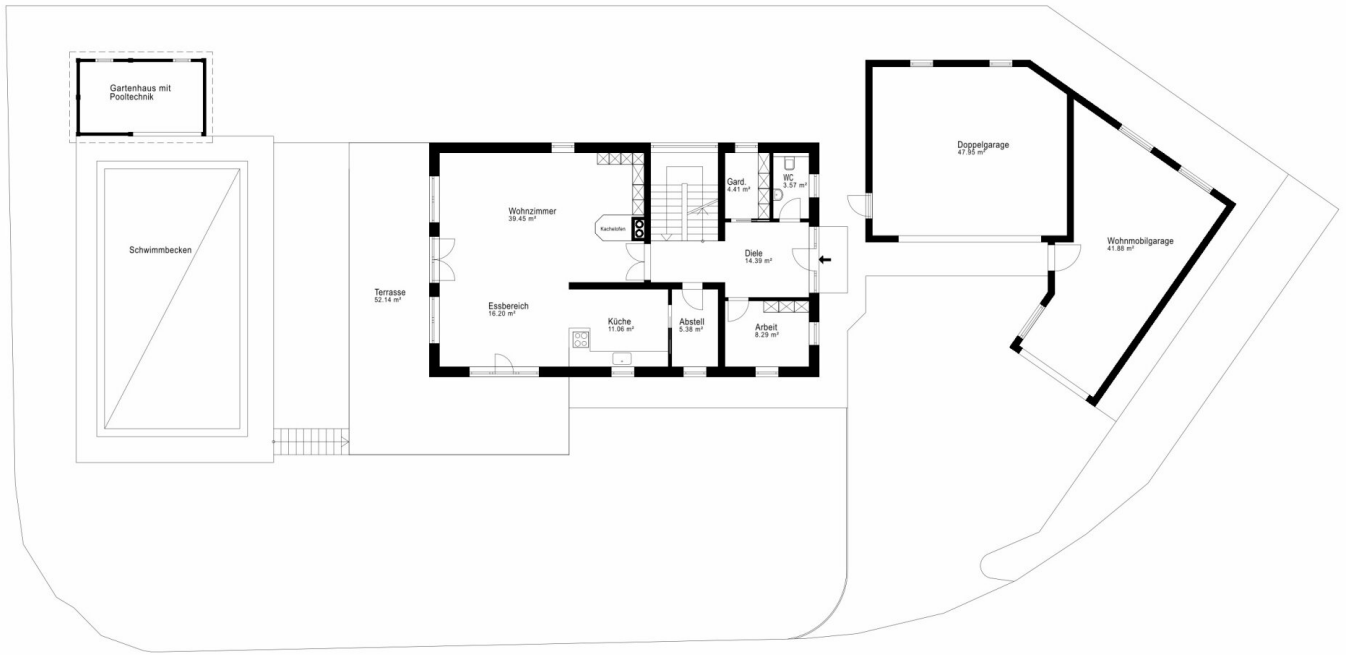 Gartenhaus mit
Pooltechnik
Schwimmbecken
Terrasse
52.14 m²
Wohnzimmer
39.45 m²
Kachelofen
Essbereich
16.20 m²
Küche
11.06 m²
Abstell
5.38 m²
Gard.
4.41 m²
WC
3.57 m²
Diele
14.39 m²
Arbeit
8.29 m²
Doppelgarage
47.95 m²
Wohnmobilgarage
41.88 m²